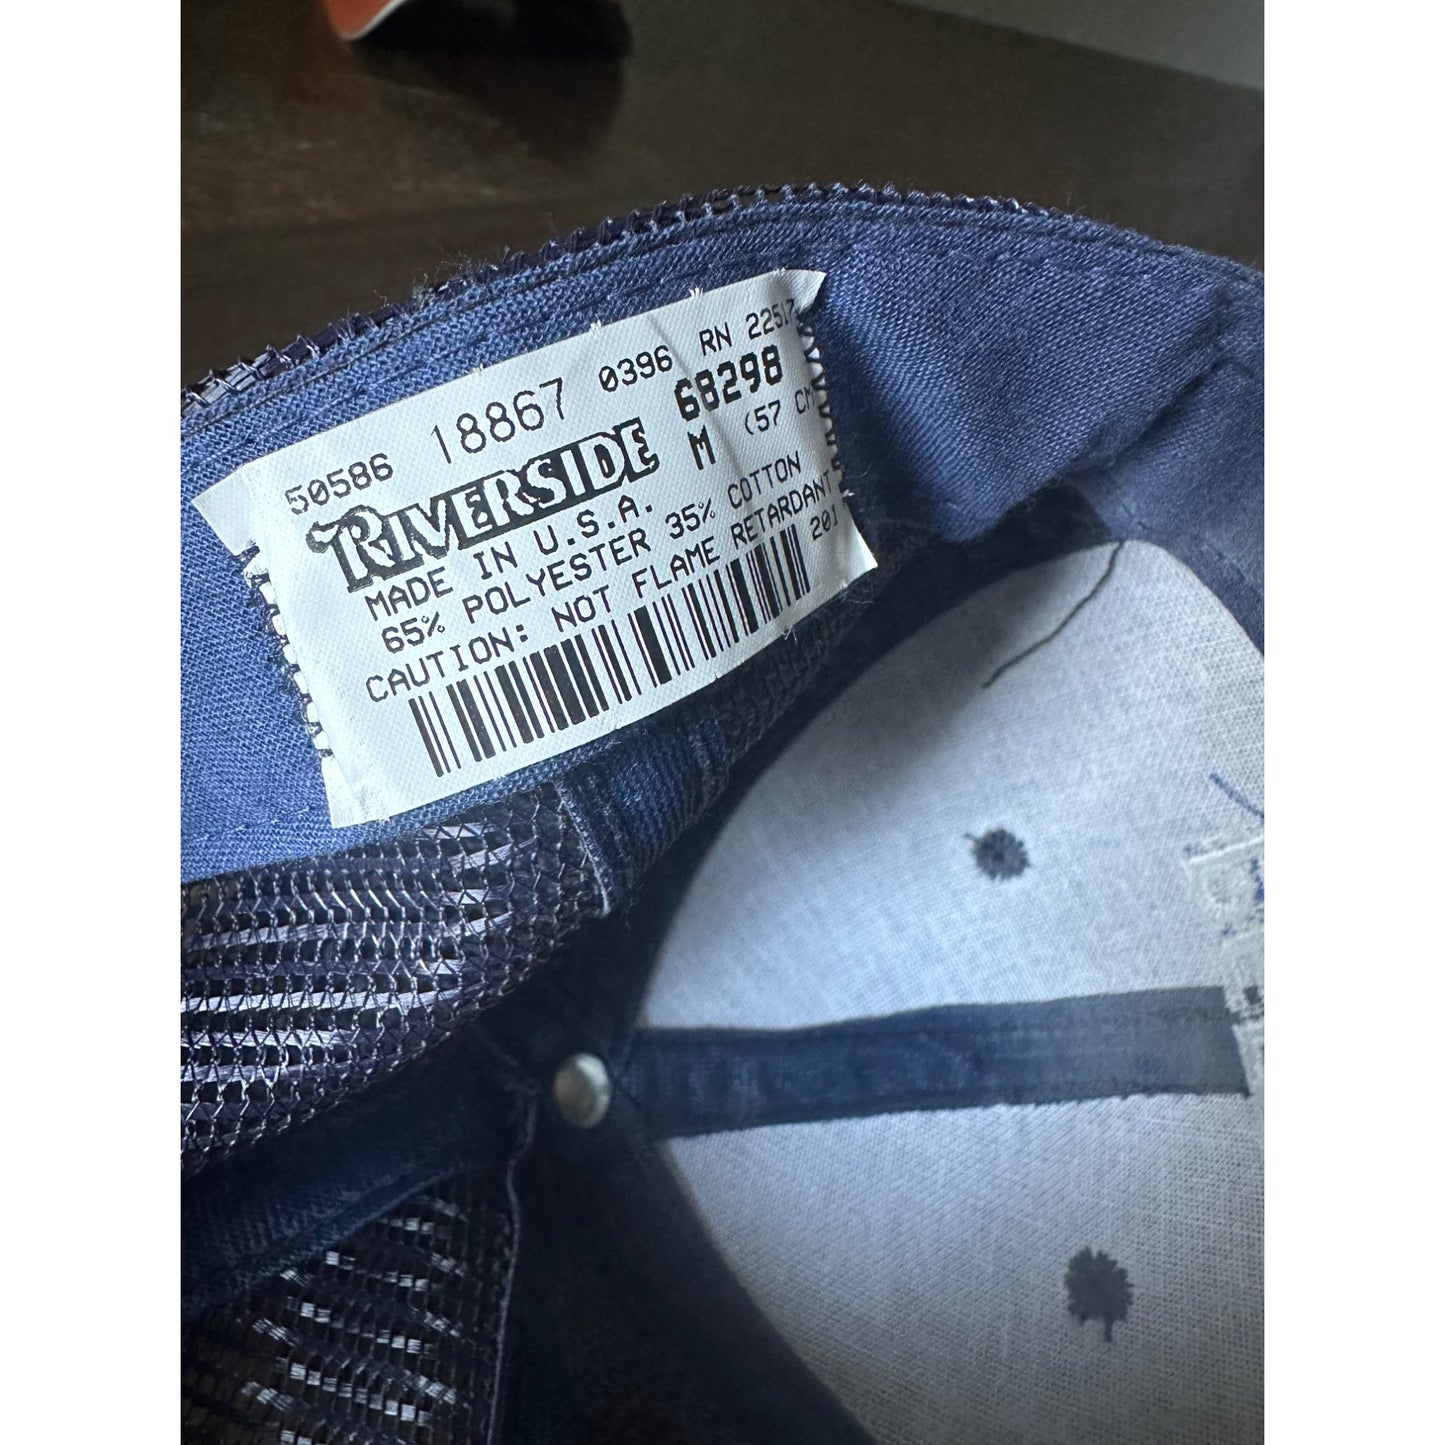 50586 18867 0396 RN 22517
RIVERSIDE 68298
MADE IN U.S.A. M (57 CM
65% POLYESTER 35% COTTON
CAUTION: NOT FLAME RETARDANT
201